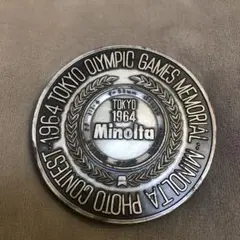 1964 TOKYO OLYMPIC GAMES MEMORIAL · MINOLTA PHOTO CONTEST ·
TOKYO
1964
Minolta